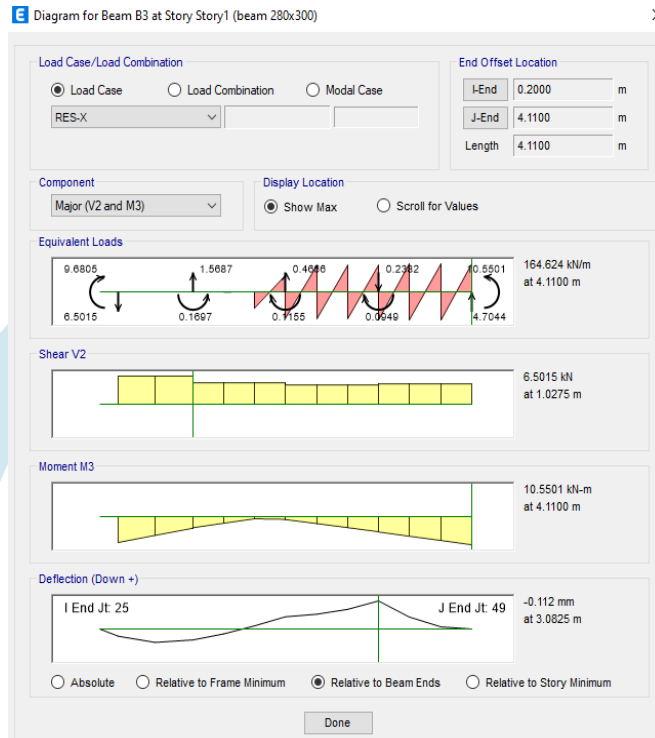 E Diagram for Beam B3 at Story Story1 (beam 280x300)
Load Case/Load Combination
Load Case Load Combination Modal Case
RES-X
End Offset Location
I-End 0.2000 m
J-End 4.1100 m
Length 4.1100 m
Component
Major (V2 and M3)
Display Location
Show Max Scroll for Values
Equivalent Loads
9.6805 1.5687 0.4686 0.2382 10.5501
6.5015 0.1697 0.1155 0.0949 4.7044
164.624 kN/m
at 4.1100 m
Shear V2
6.5015 kN
at 1.0275 m
Moment M3
10.5501 kN-m
at 4.1100 m
Deflection (Down +)
I End Jt: 25 J End Jt: 49
-0.112 mm
at 3.0825 m
Absolute Relative to Frame Minimum Relative to Beam Ends Relative to Story Minimum
Done